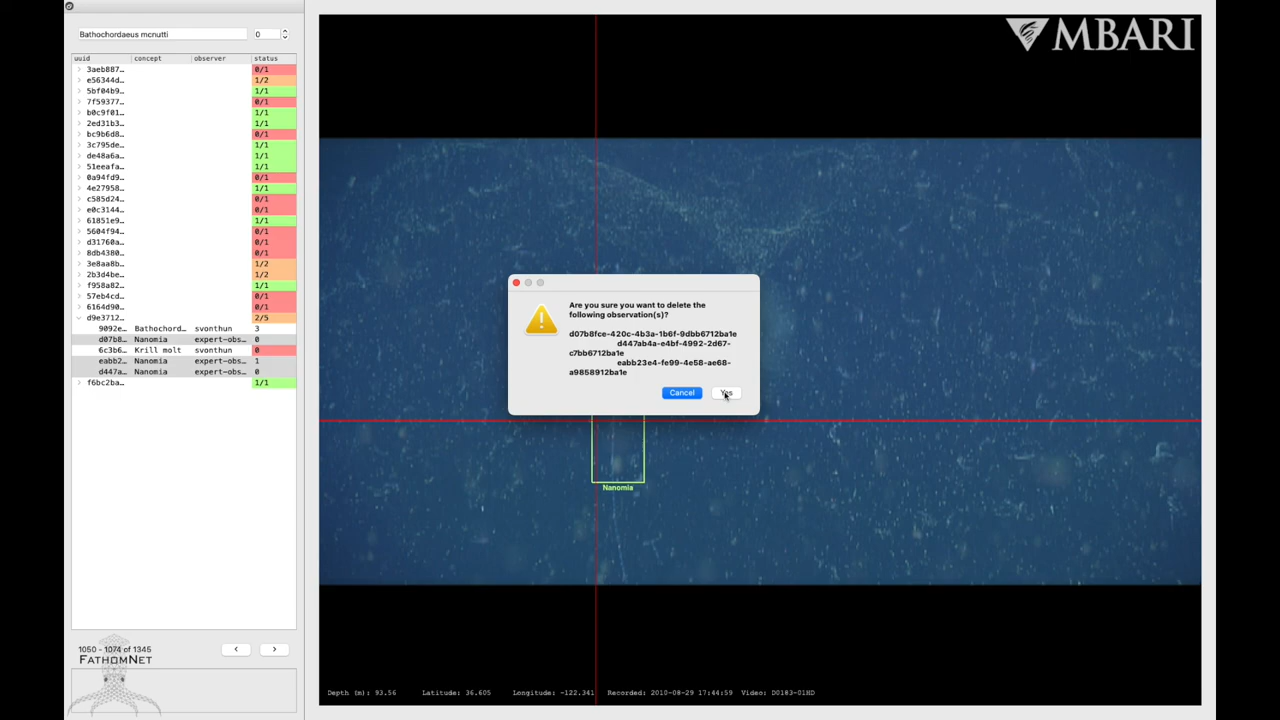 Bathochordaeus mcnutti 0
MBARI
uuid concept observer status
3aeb887… 0/1
e56344d… 1/2
5bf04b9… 1/1
7f59377… 0/1
b0c9f01… 1/1
2ed31b3… 1/1
bc9b6d8… 0/1
3c795de… 1/1
de48a6a… 1/1
51eeafa… 1/1
0a94fd9… 0/1
4e27958… 1/1
c585d24… 0/1
e0c3144… 0/1
61851e9… 1/1
5604f94… 0/1
d31760a… 0/1
8db4380… 0/1
3e8aa8b… 1/2
2b3d4be… 1/2
f958a82… 1/1
57eb4cd… 0/1
6164d90… 0/1
d9e3712… 2/5
9092e… Bathochord… svonthun 3
d07b8… Nanomia expert-obs… 0
6c3b6… Krill molt svonthun 0
eabb2… Nanomia expert-obs… 1
d447a… Nanomia expert-obs… 0
f6bc2ba… 1/1
Are you sure you want to delete the
following observation(s)?
d07b8fce-420c-4b3a-1b6f-9dbb6712ba1e
d447ab4a-e4bf-4992-2d67-
c7bb6712ba1e
eabb23e4-fe99-4e58-ae68-
a9858912ba1e
Cancel Yes
Nanomia
1050 - 1074 of 1345 < >
FATHOMNET
Depth (m): 93.56 Latitude: 36.605 Longitude: -122.341 Recorded: 2010-08-29 17:44:59 Video: D0183-01HD